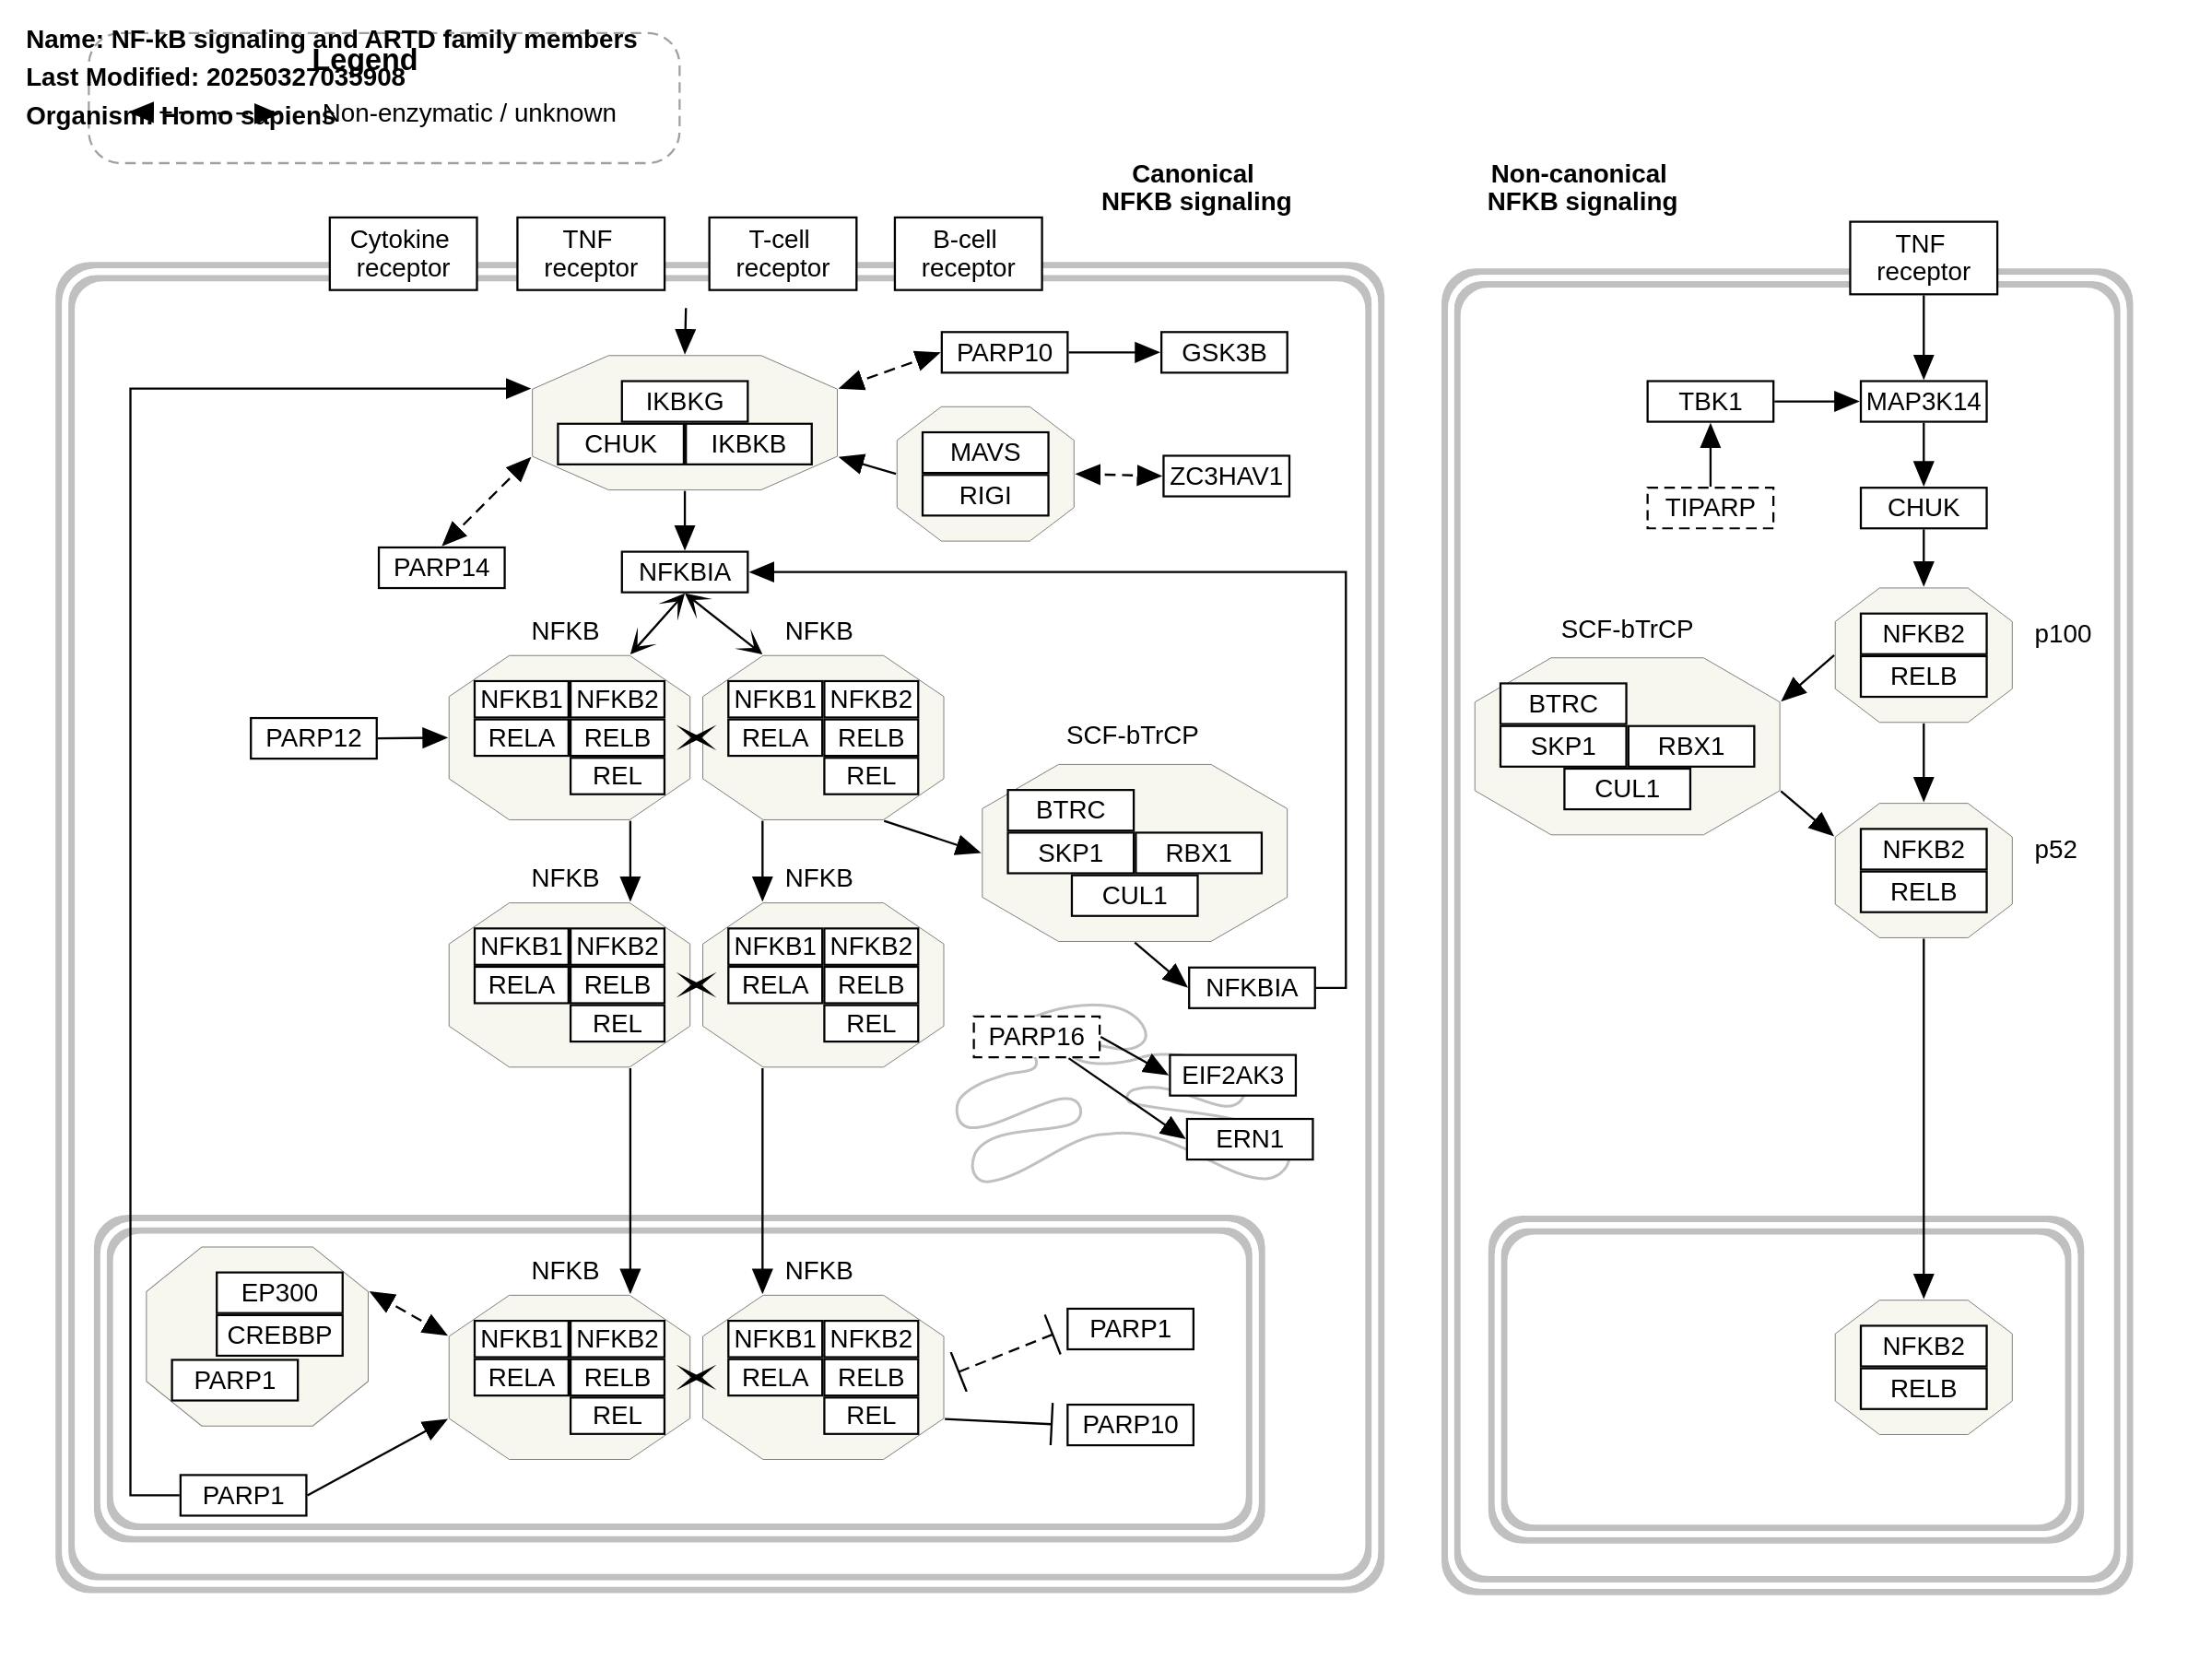 Name: NF-kB signaling and ARTD family members
Legend
Last Modified: 20250327035908
Organism: Homo sapiens
Non-enzymatic / unknown
Canonical
NFKB signaling
Non-canonical
NFKB signaling
Cytokine
receptor
TNF
receptor
T-cell
receptor
B-cell
receptor
TNF
receptor
PARP10
GSK3B
IKBKG
CHUK
IKBKB
MAVS
RIGI
ZC3HAV1
TBK1
MAP3K14
TIPARP
CHUK
PARP14
NFKBIA
NFKB
NFKB
NFKB1
NFKB2
RELA
RELB
REL
NFKB1
NFKB2
RELA
RELB
REL
PARP12
SCF-bTrCP
BTRC
SKP1
RBX1
CUL1
NFKB
NFKB
NFKB1
NFKB2
RELA
RELB
REL
NFKB1
NFKB2
RELA
RELB
REL
NFKBIA
PARP16
EIF2AK3
ERN1
SCF-bTrCP
BTRC
SKP1
RBX1
CUL1
NFKB2
RELB
p100
NFKB2
RELB
p52
EP300
CREBBP
PARP1
NFKB
NFKB
NFKB1
NFKB2
RELA
RELB
REL
NFKB1
NFKB2
RELA
RELB
REL
PARP1
PARP10
PARP1
NFKB2
RELB